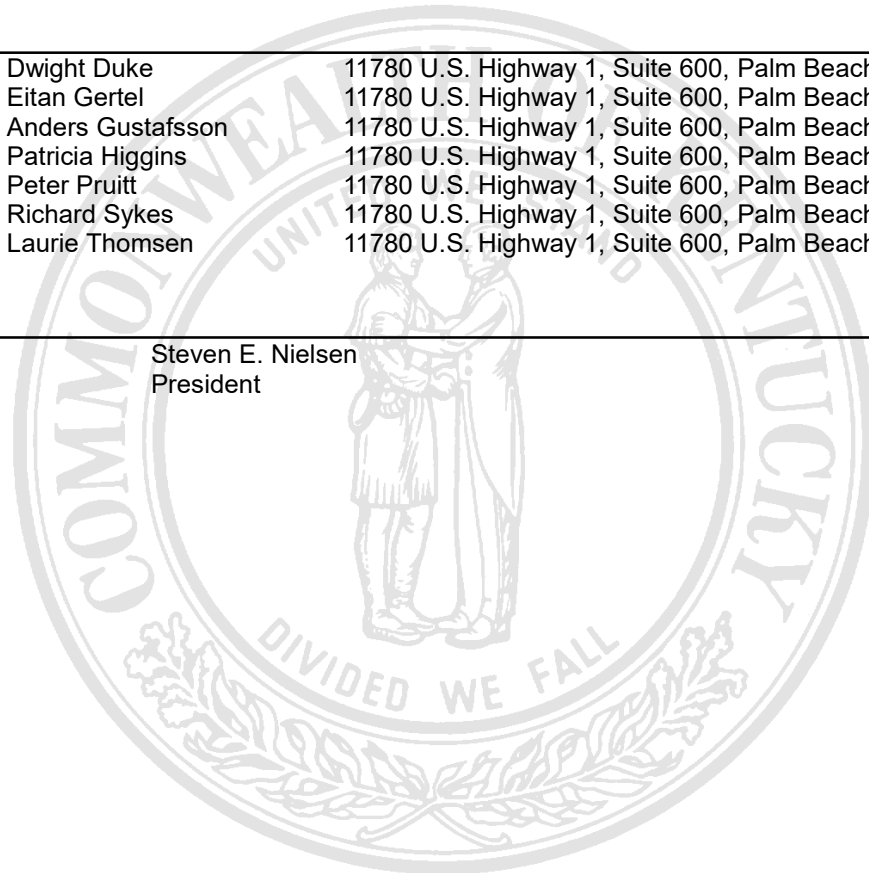 Dwight Duke 11780 U.S. Highway 1, Suite 600, Palm Beach
Eitan Gertel 11780 U.S. Highway 1, Suite 600, Palm Beach
Anders Gustafsson 11780 U.S. Highway 1, Suite 600, Palm Beach
Patricia Higgins 11780 U.S. Highway 1, Suite 600, Palm Beach
Peter Pruitt 11780 U.S. Highway 1, Suite 600, Palm Beach
Richard Sykes 11780 U.S. Highway 1, Suite 600, Palm Beach
Laurie Thomsen 11780 U.S. Highway 1, Suite 600, Palm Beach
Steven E. Nielsen
President
COMMONWEALTH OF KENTUCKY
UNITED WE STAND
DIVIDED WE FALL